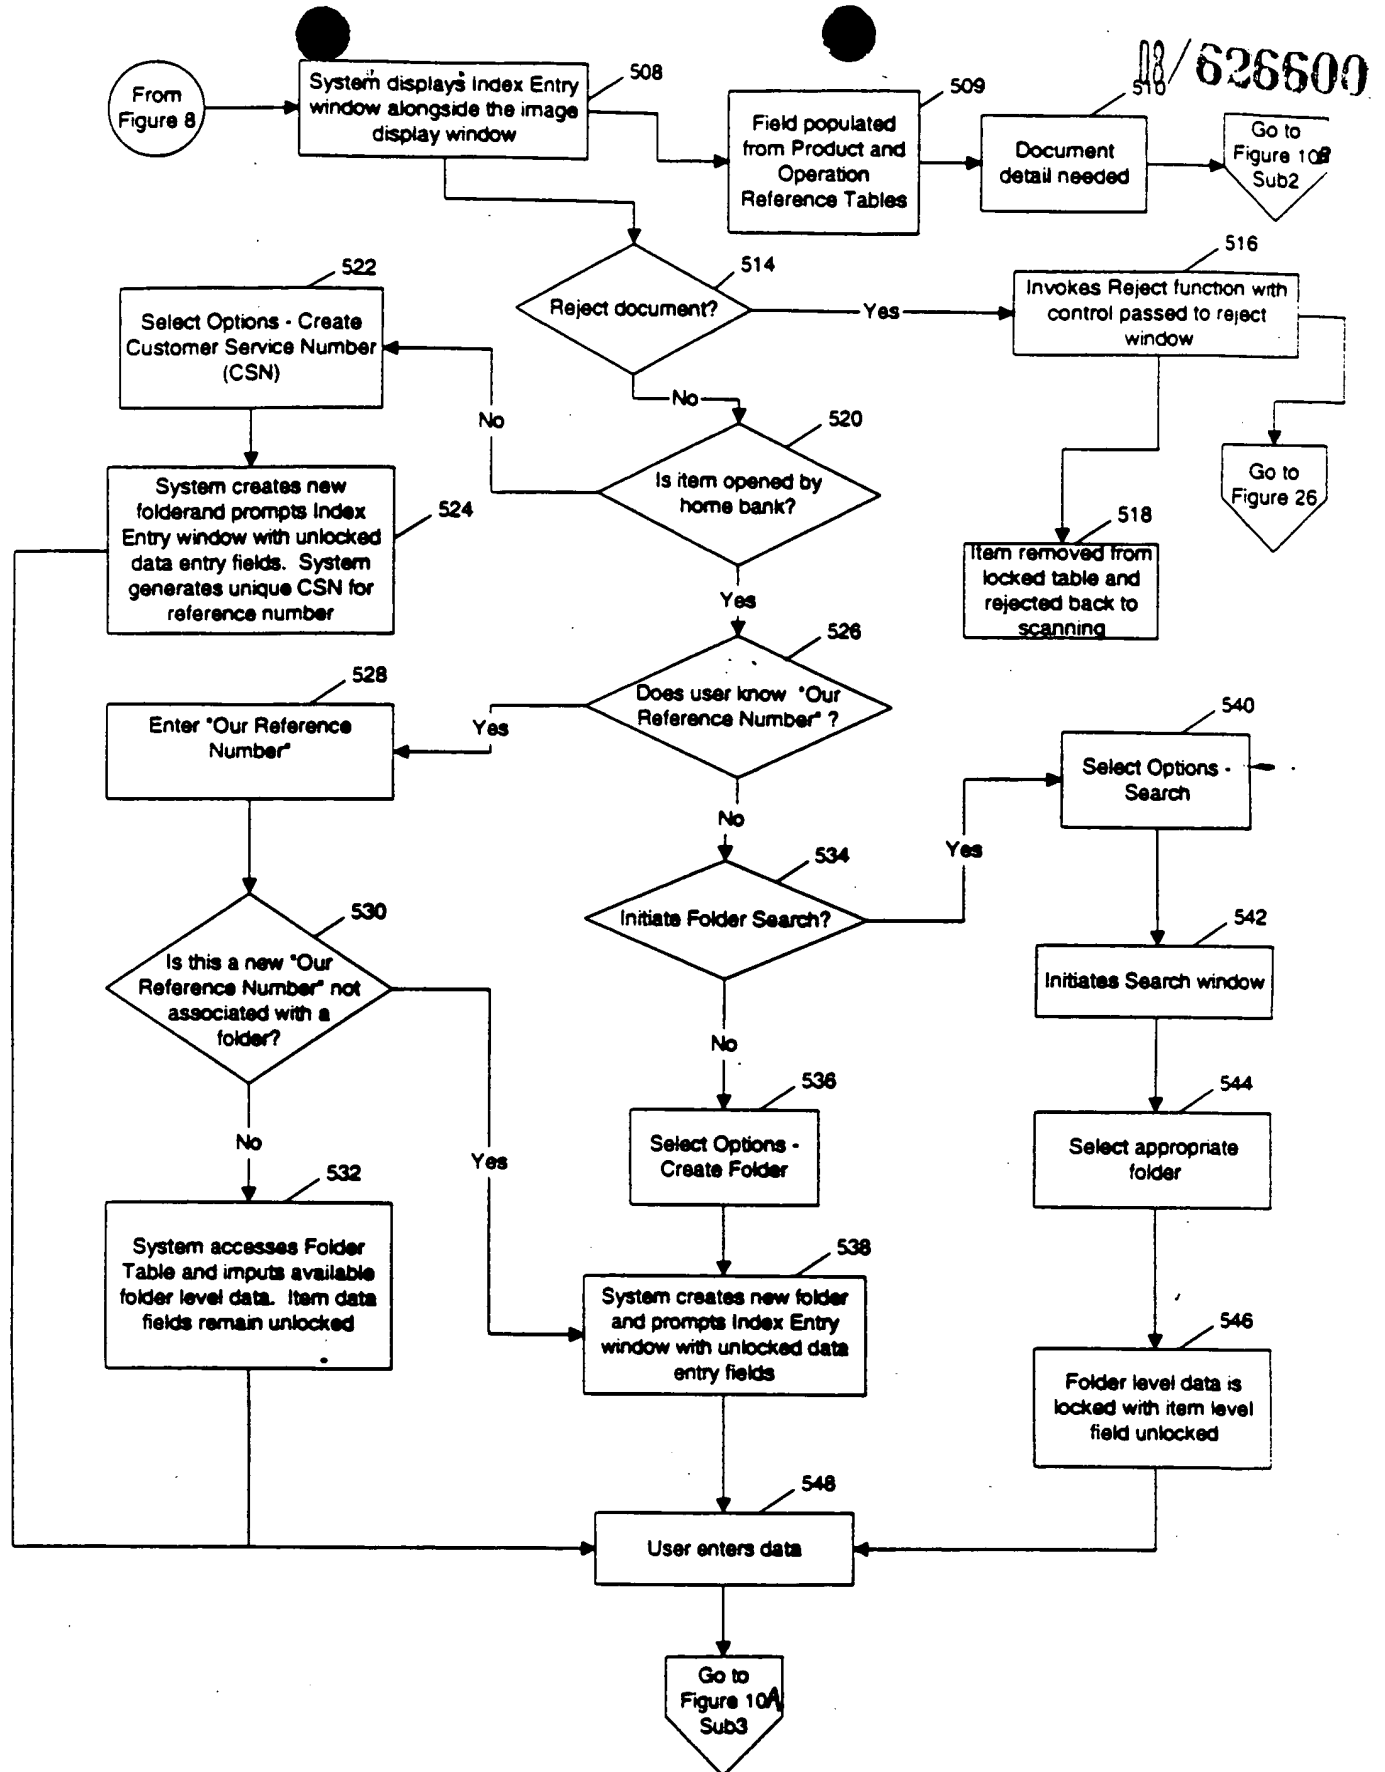 08/626600
From
Figure 8
System displays Index Entry
window alongside the image
display window
508
Field populated
from Product and
Operation
Reference Tables
509
Document
detail needed
510
Go to
Figure 10B
Sub2
Reject document?
514
Yes
No
Invokes Reject function with
control passed to reject
window
516
Go to
Figure 26
Item removed from
locked table and
rejected back to
scanning
518
Is item opened by
home bank?
520
No
Yes
Select Options - Create
Customer Service Number
(CSN)
522
System creates new
folderand prompts Index
Entry window with unlocked
data entry fields. System
generates unique CSN for
reference number
524
Does user know "Our
Reference Number" ?
526
Yes
No
Enter "Our Reference
Number"
528
Is this a new "Our
Reference Number" not
associated with a
folder?
530
No
Yes
System accesses Folder
Table and imputs available
folder level data. Item data
fields remain unlocked
532
Initiate Folder Search?
534
Yes
No
Select Options -
Create Folder
536
System creates new folder
and prompts Index Entry
window with unlocked data
entry fields
538
Select Options -
Search
540
Initiates Search window
542
Select appropriate
folder
544
Folder level data is
locked with item level
field unlocked
546
User enters data
548
Go to
Figure 10A
Sub3